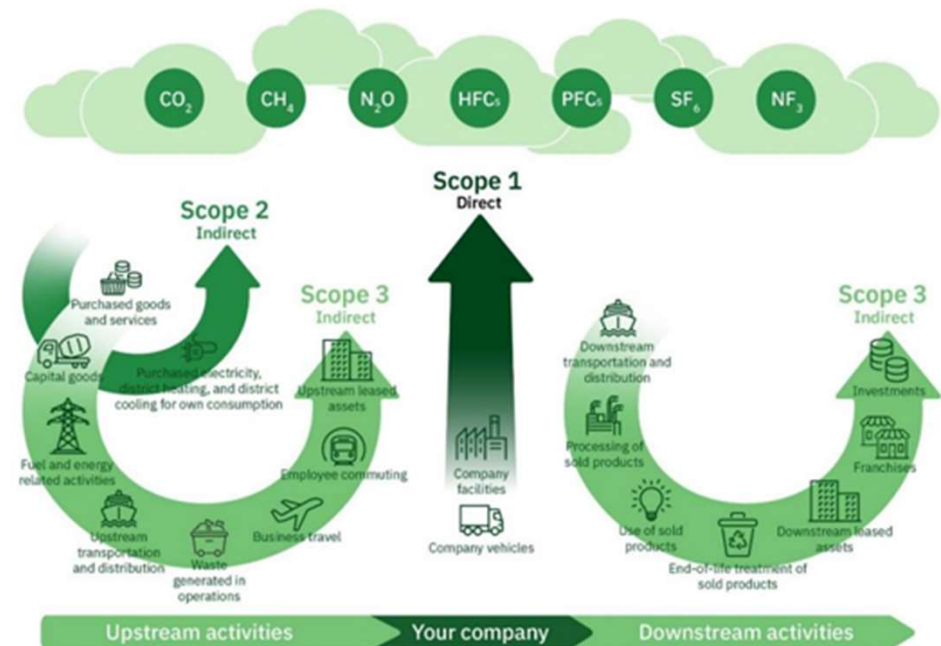 CO2
CH4
N2O
HFCs
PFCs
SF6
NF3
Scope 1
Direct
Scope 2
Indirect
Purchased goods
and services
Capital goods
Purchased electricity,
district heating, and district
cooling for own consumption
Scope 3
Indirect
Upstream leased
assets
Fuel and energy
related activities
Employee commuting
Upstream
transportation
and distribution
Waste
generated in
operations
Business travel
Company
facilities
Company vehicles
Downstream
transportation and
distribution
Scope 3
Indirect
Investments
Processing of
sold products
Franchises
Use of sold
products
Downstream leased
assets
End-of-life treatment of
sold products
Upstream activities
Your company
Downstream activities